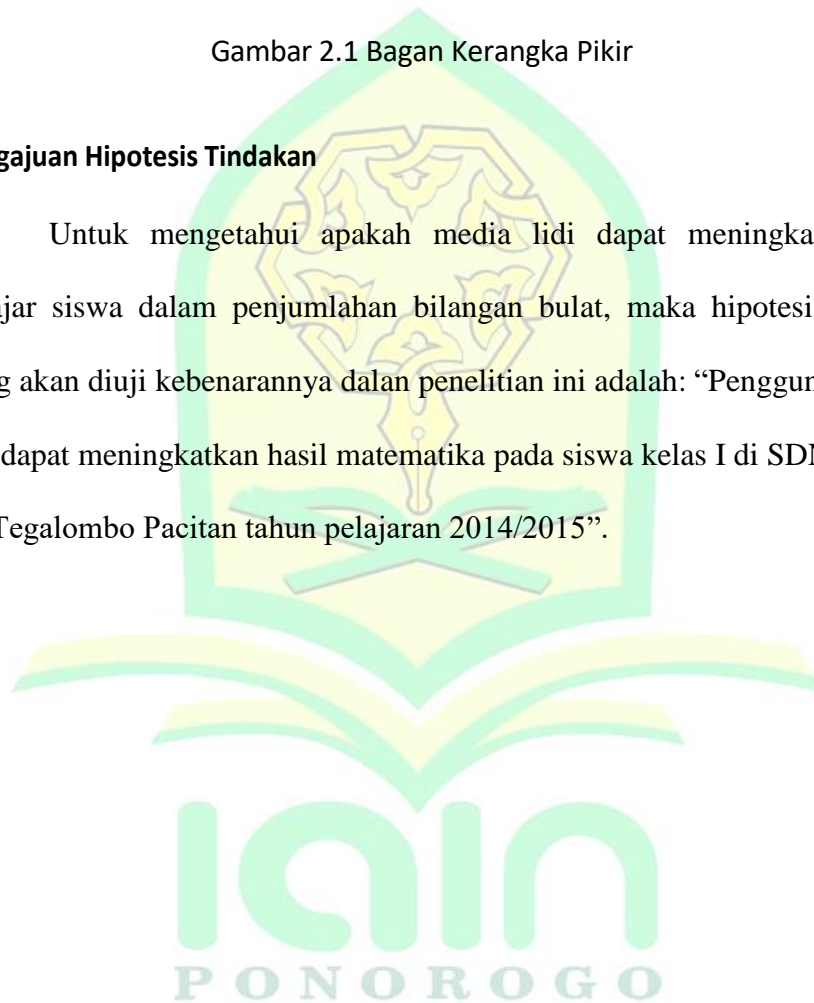 Gambar 2.1 Bagan Kerangka Pikir
gajuan Hipotesis Tindakan
Untuk mengetahui apakah media lidi dapat meningka
jar siswa dalam penjumlahan bilangan bulat, maka hipotesi
g akan diuji kebenarannya dalan penelitian ini adalah: “Penggun
dapat meningkatkan hasil matematika pada siswa kelas I di SDN
Tegalombo Pacitan tahun pelajaran 2014/2015”.
iain
PONOROGO